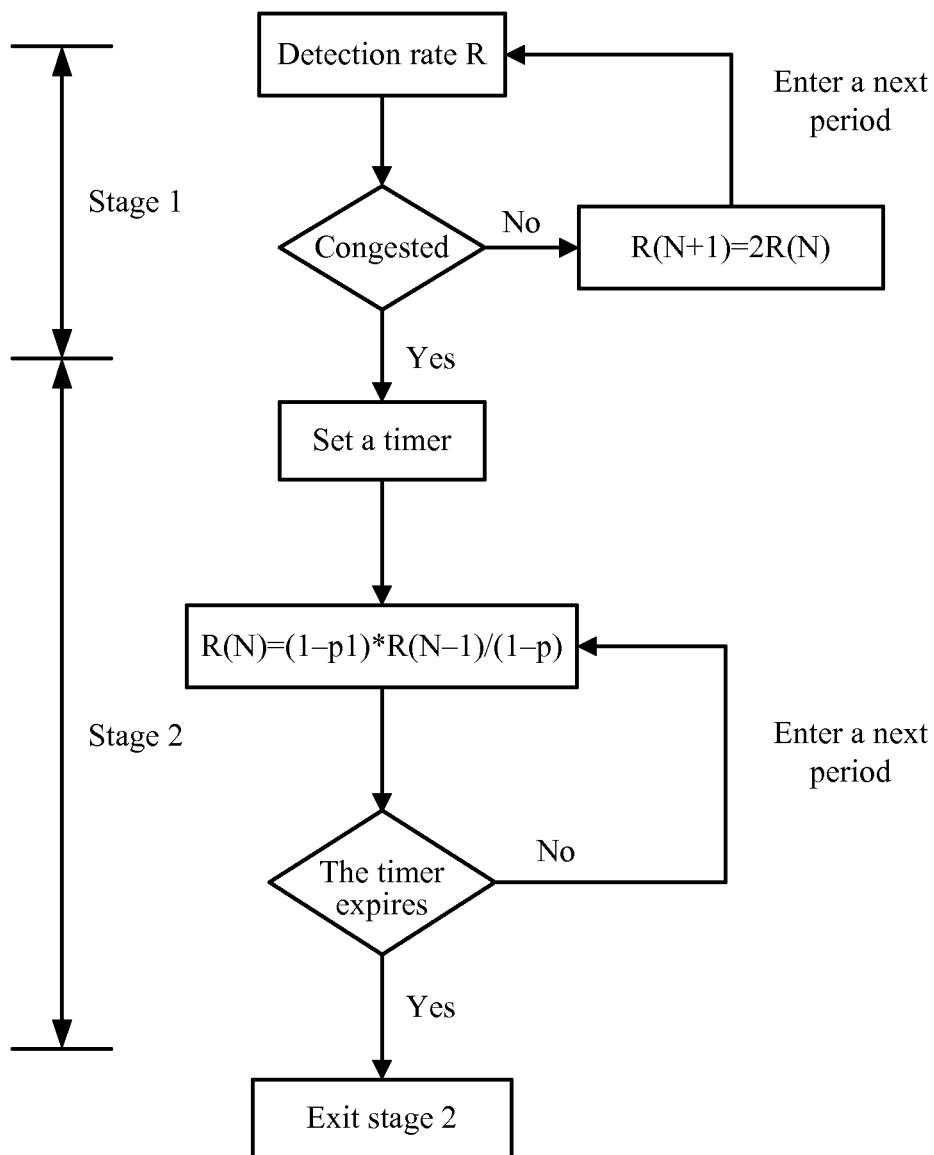 Detection rate R
Enter a next
period
Stage 1
No
Congested
R(N+1)=2R(N)
Yes
Set a timer
R(N)=(1–p1)*R(N–1)/(1–p)
Stage 2
Enter a next
period
No
The timer
expires
Yes
Exit stage 2